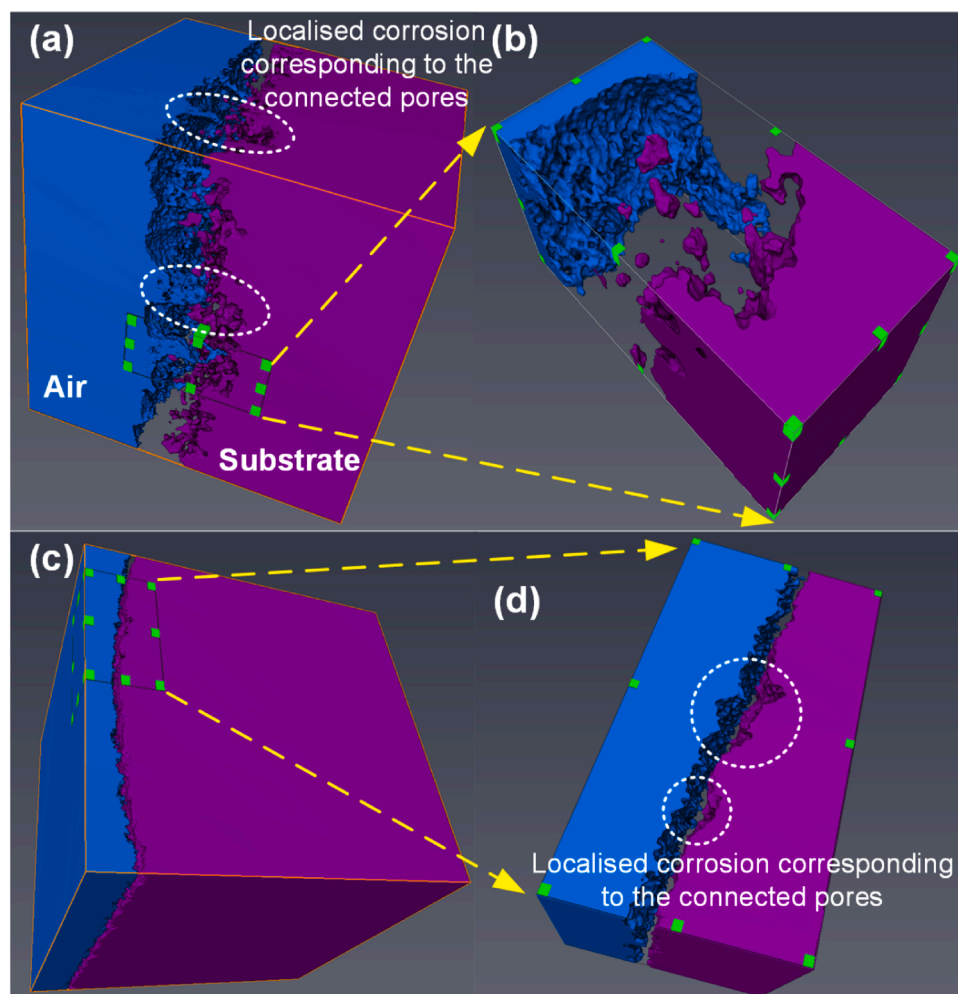 (a)
Localised corrosion
corresponding to the
connected pores
(b)
Air
Substrate
(c)
(d)
Localised corrosion corresponding
to the connected pores